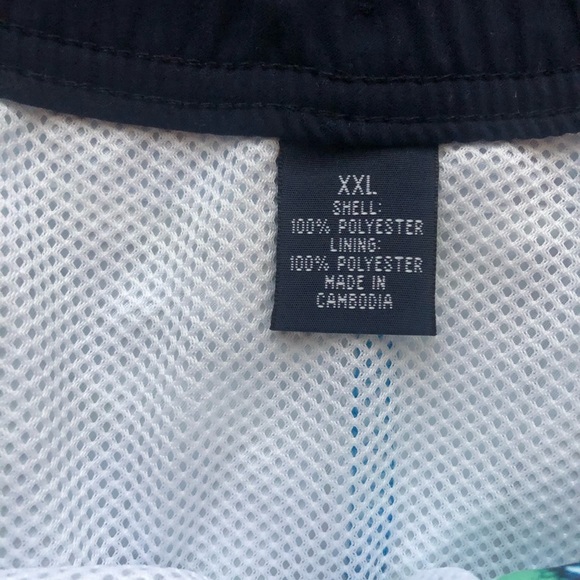 XXL
SHELL:
100% POLYESTER
LINING:
100% POLYESTER
MADE IN
CAMBODIA